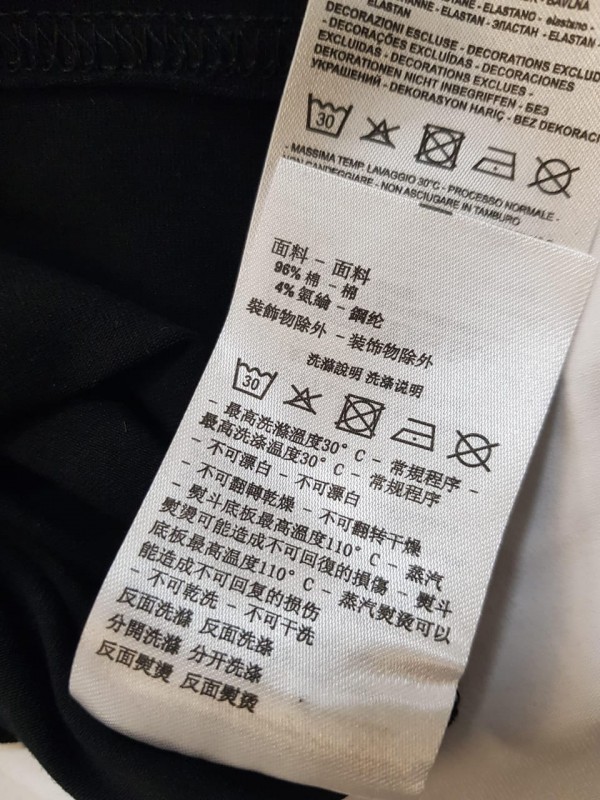 ELASTAN
ELASTAN - ЭЛАСТАН - ELASTAN -
DECORAZIONI ESCLUSE - DECORATIONS EXCLUD
EXCLUIDAS - DECORAÇÕES EXCLUÍDAS - DECORACIONES
DEKORATIONEN NICHT INBEGRIFFEN - БЕЗ
УКРАШЕНИЙ - DEKORASYON HARIÇ - BEZ DEKORACJ
30
- MASSIMA TEMP. LAVAGGIO 30°C - PROCESSO NORMALE -
NON CANDEGGIARE - NON ASCIUGARE IN TAMBURO
面料 - 面料
96% 棉 - 棉
4% 氨綸 - 氨纶
裝飾物除外 - 装饰物除外
洗滌說明 洗涤说明
30
- 最高洗滌溫度30° C - 常規程序 -
最高洗涤温度30° C - 常规程序
- 不可漂白 - 不可漂白
- 不可翻轉乾燥 - 不可翻转干燥
- 熨斗底板最高溫度110° C - 蒸汽
熨燙可能造成不可回復的損傷 - 熨斗
底板最高温度110° C - 蒸汽熨烫可以
能造成不可回复的损伤
- 不可乾洗 - 不可干洗
反面洗滌 反面洗涤
分開洗滌 分开洗涤
反面熨燙 反面熨烫